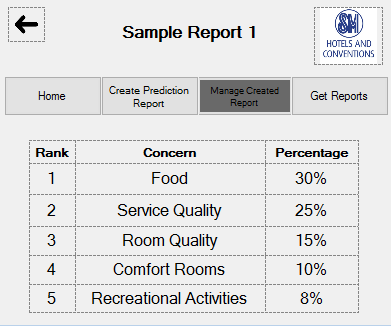 Sample Report 1
SM
HOTELS AND
CONVENTIONS
Home
Create Prediction
Report
Manage Created
Report
Get Reports
Rank Concern Percentage
1 Food 30%
2 Service Quality 25%
3 Room Quality 15%
4 Comfort Rooms 10%
5 Recreational Activities 8%